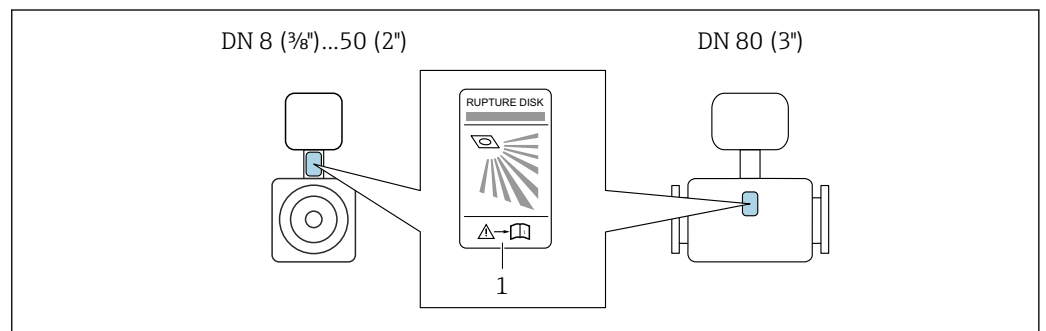 DN 8 (⅜")...50 (2")
DN 80 (3")
RUPTURE DISK
i
1